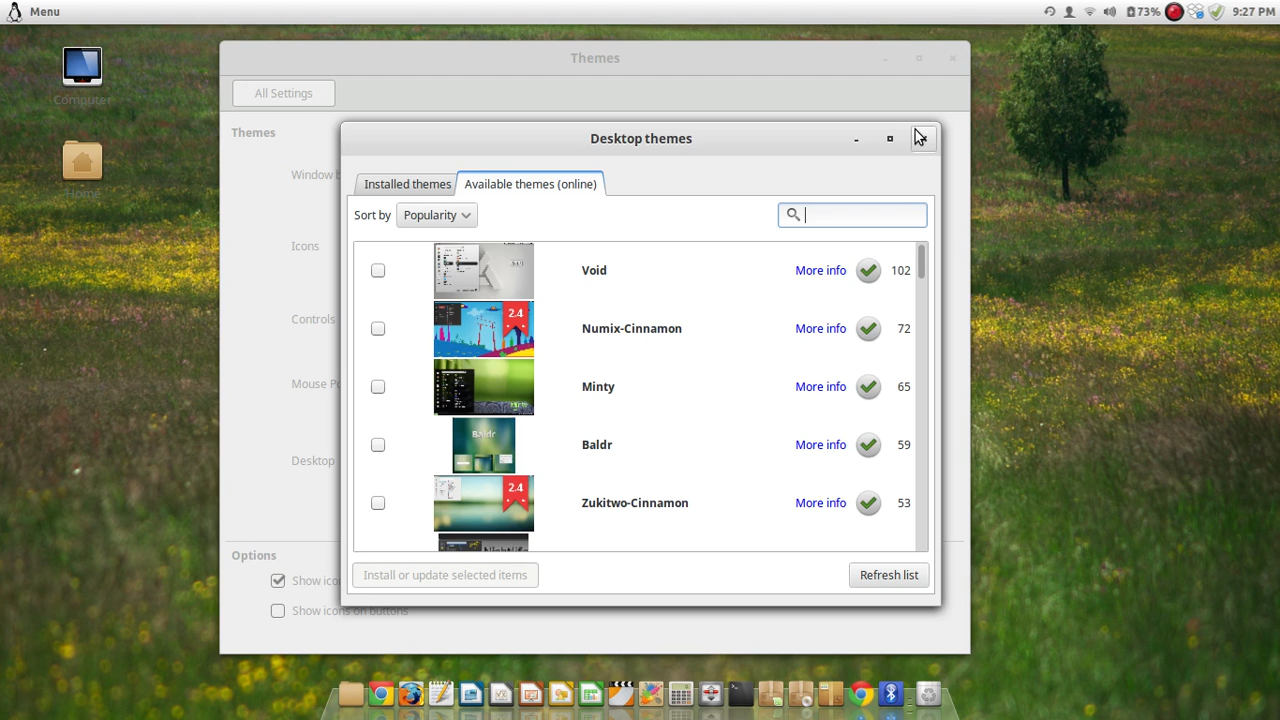 Menu
73%
9:27 PM
Computer
Home
Themes
All Settings
Themes
Window b
Icons
Controls
Mouse Po
Desktop
Options
Show ico
Show icons on buttons
Desktop themes
Installed themes
Available themes (online)
Sort by
Popularity
Void
More info
102
2.4
Numix-Cinnamon
More info
72
Minty
More info
65
Baldr
Baldr
More info
59
2.4
Zukitwo-Cinnamon
More info
53
Install or update selected items
Refresh list